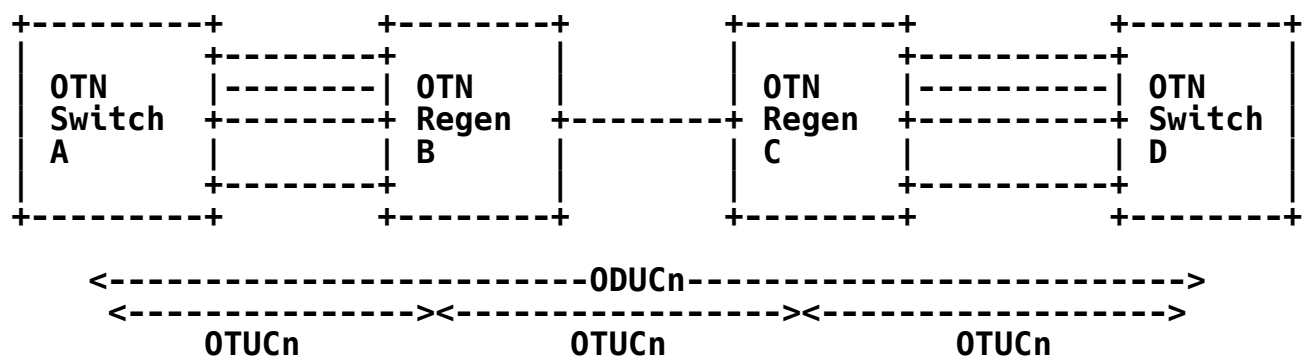 +---------+        +--------+        +--------+          +--------+
|         +--------+        |        |        +----------+        |
| OTN     |--------| OTN    |        | OTN    |----------| OTN    |
| Switch  +--------+ Regen  +--------+ Regen  +----------+ Switch |
| A       |        | B      |        | C      |          | D      |
|         +--------+        |        |        +----------+        |
+---------+        +--------+        +--------+          +--------+
<-------------------------ODUCn-------------------------->
<----------------><-----------------><------------------>
OTUCn            OTUCn               OTUCn